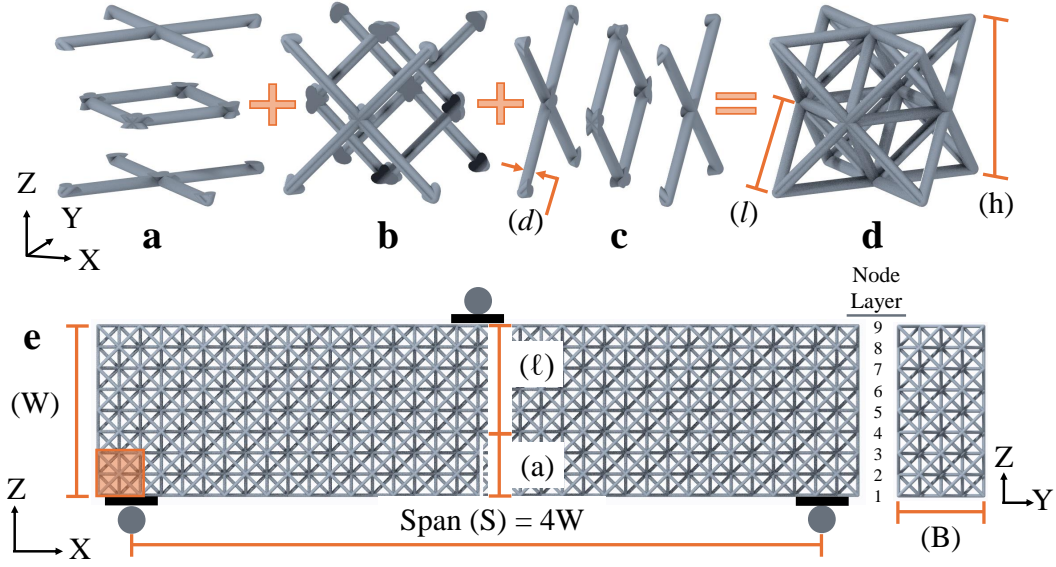 Z
Y
X
a
b
(d)
c
(l)
d
(h)
Node
Layer
e
(W)
(ℓ)
(a)
9
8
7
6
5
4
3
2
1
Z
X
Span (S) = 4W
(B)
Z
Y